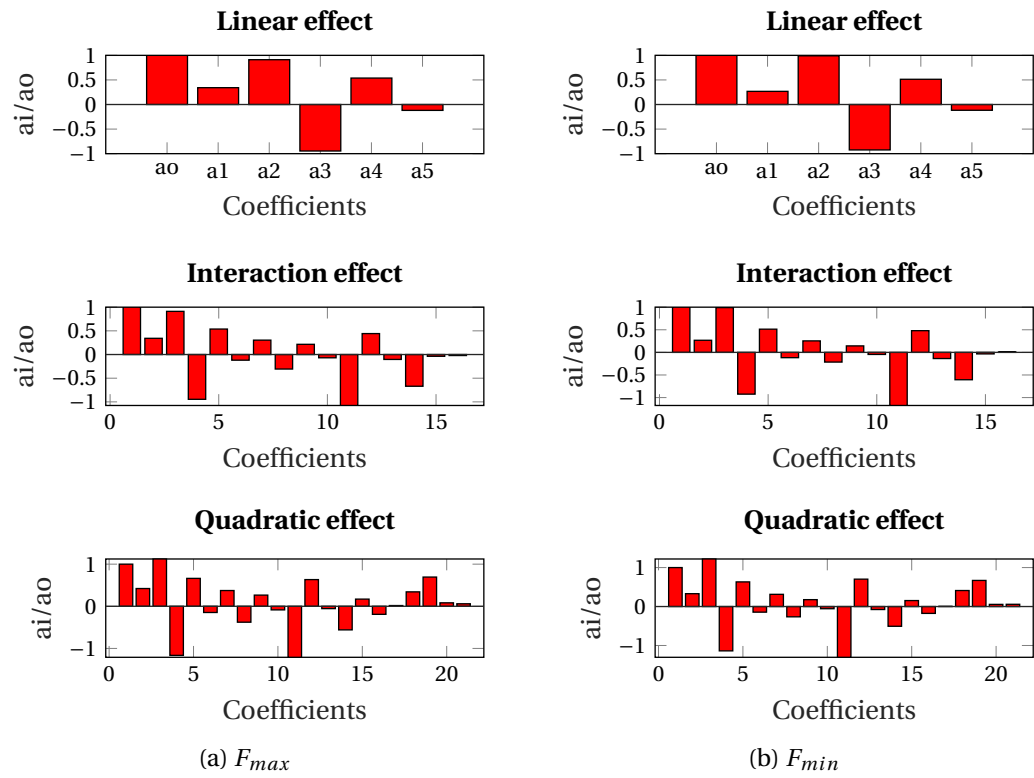 Linear effect
1
0.5
0
−0.5
−1
ai/ao
ao a1 a2 a3 a4 a5
Coefficients
Interaction effect
1
0.5
0
−0.5
−1
ai/ao
0 5 10 15
Coefficients
Quadratic effect
1
0
−1
ai/ao
0 5 10 15 20
Coefficients
(a) Fmax
Linear effect
1
0.5
0
−0.5
−1
ai/ao
ao a1 a2 a3 a4 a5
Coefficients
Interaction effect
1
0.5
0
−0.5
−1
ai/ao
0 5 10 15
Coefficients
Quadratic effect
1
0
−1
ai/ao
0 5 10 15 20
Coefficients
(b) Fmin